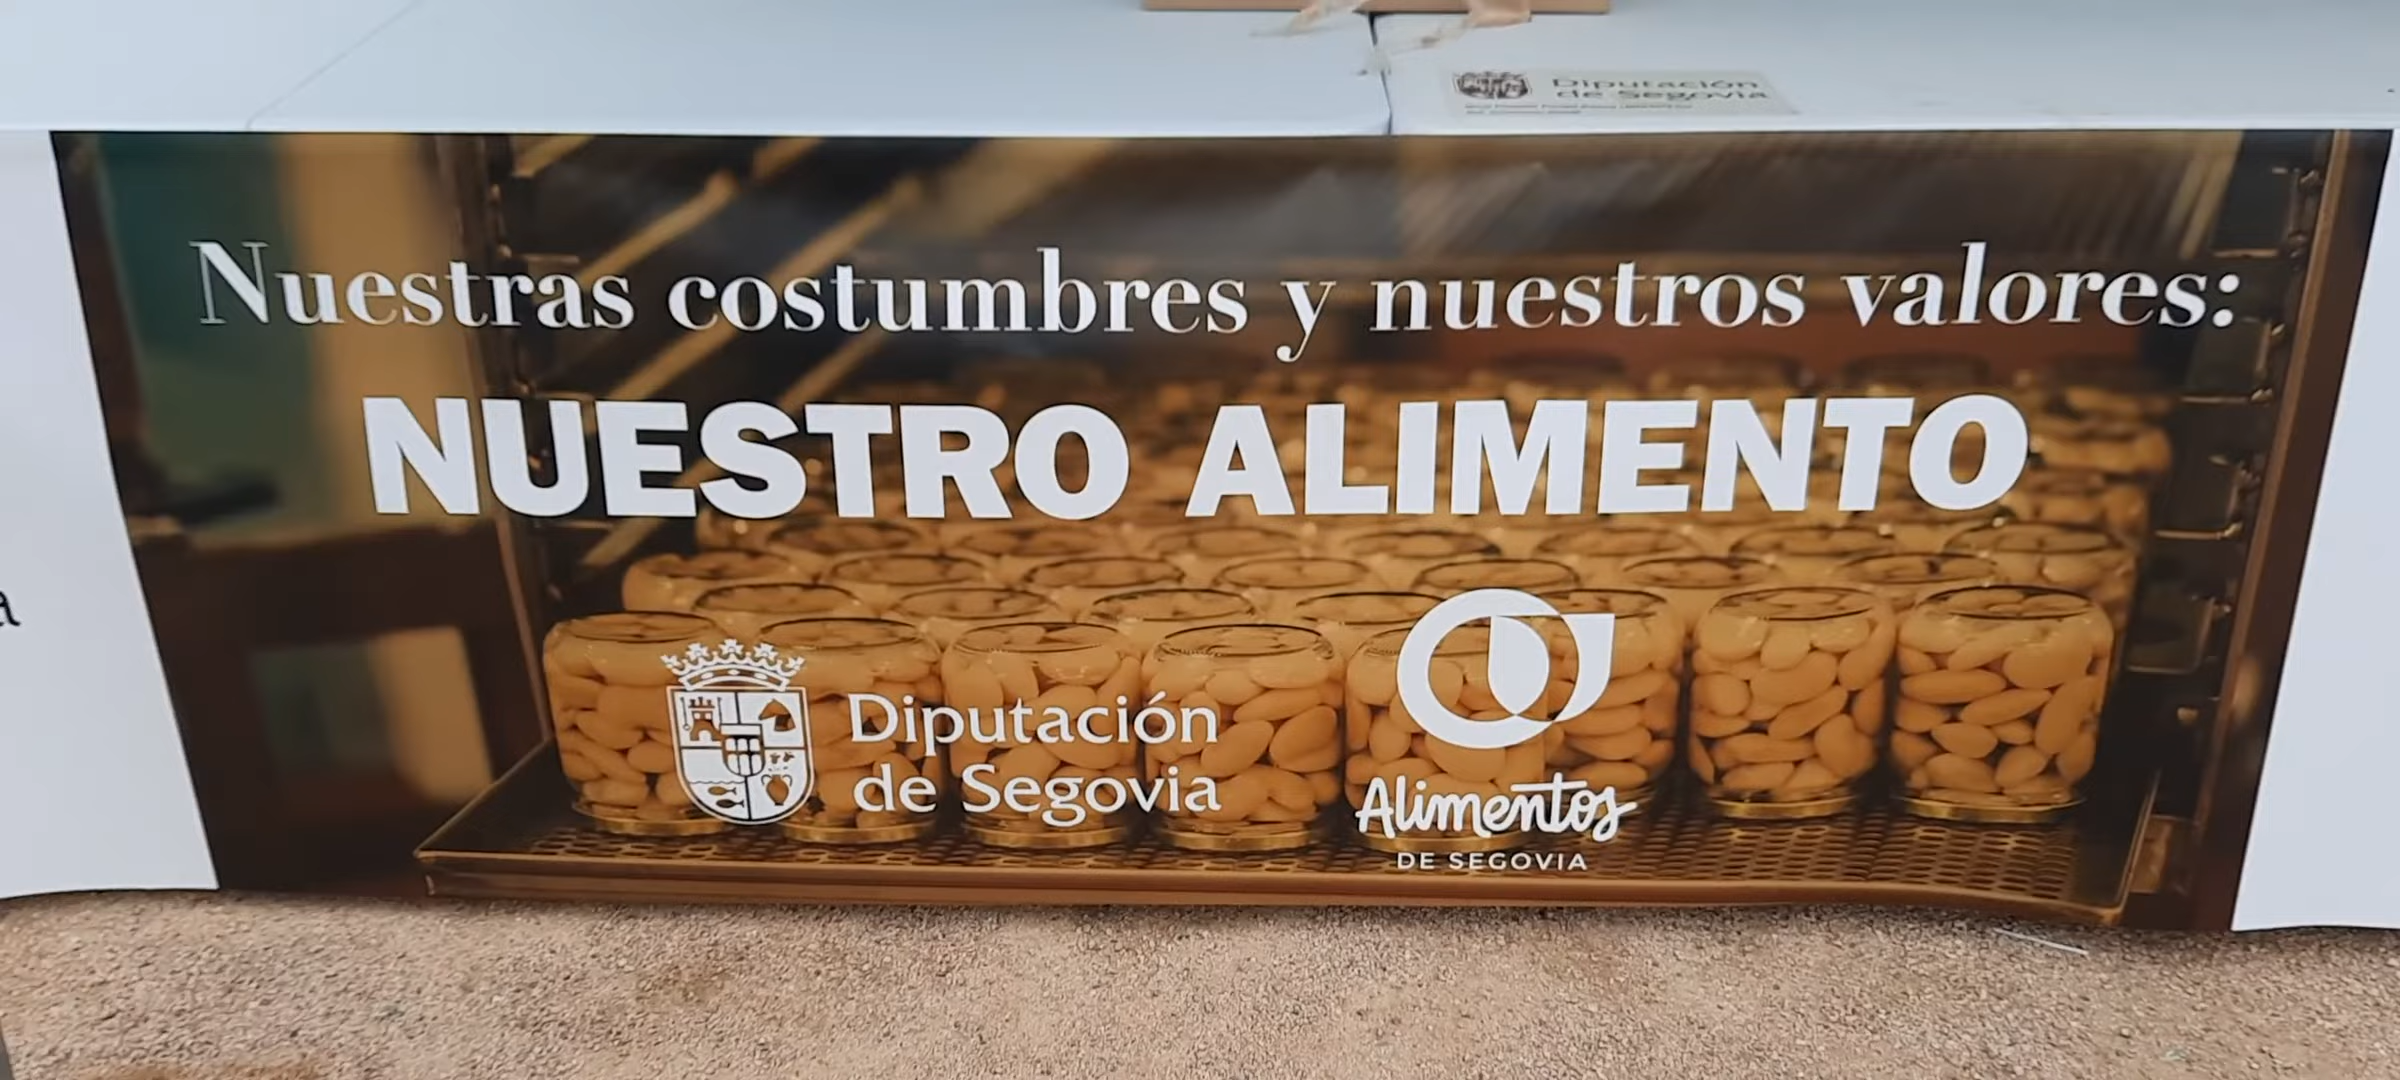 Diputación
de Segovia
Nuestras costumbres y nuestros valores:
NUESTRO ALIMENTO
a
Diputación
de Segovia
Alimentos
DE SEGOVIA